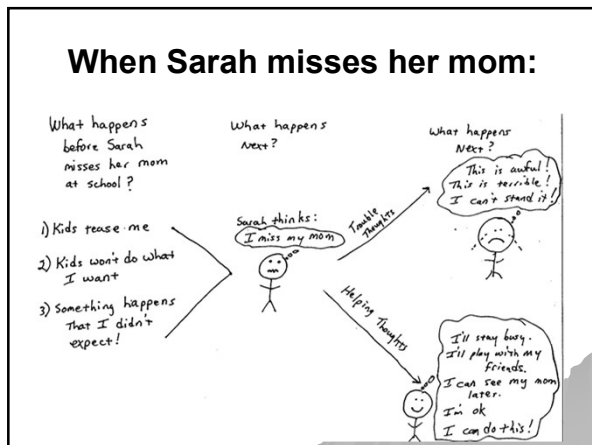 When Sarah misses her mom:
What happens
before Sarah
misses her mom
at school?
1) Kids tease me
2) Kids won't do what
I want
3) Something happens
That I didn't
expect!
What happens
Next?
Sarah thinks:
I miss my mom
Trouble
Thoughts
Helping Thoughts
What happens
Next?
This is awful!
This is terrible!
I can't stand it!
I'll stay busy.
I'll play with my
friends.
I can see my mom
later.
I'm ok
I can do this!